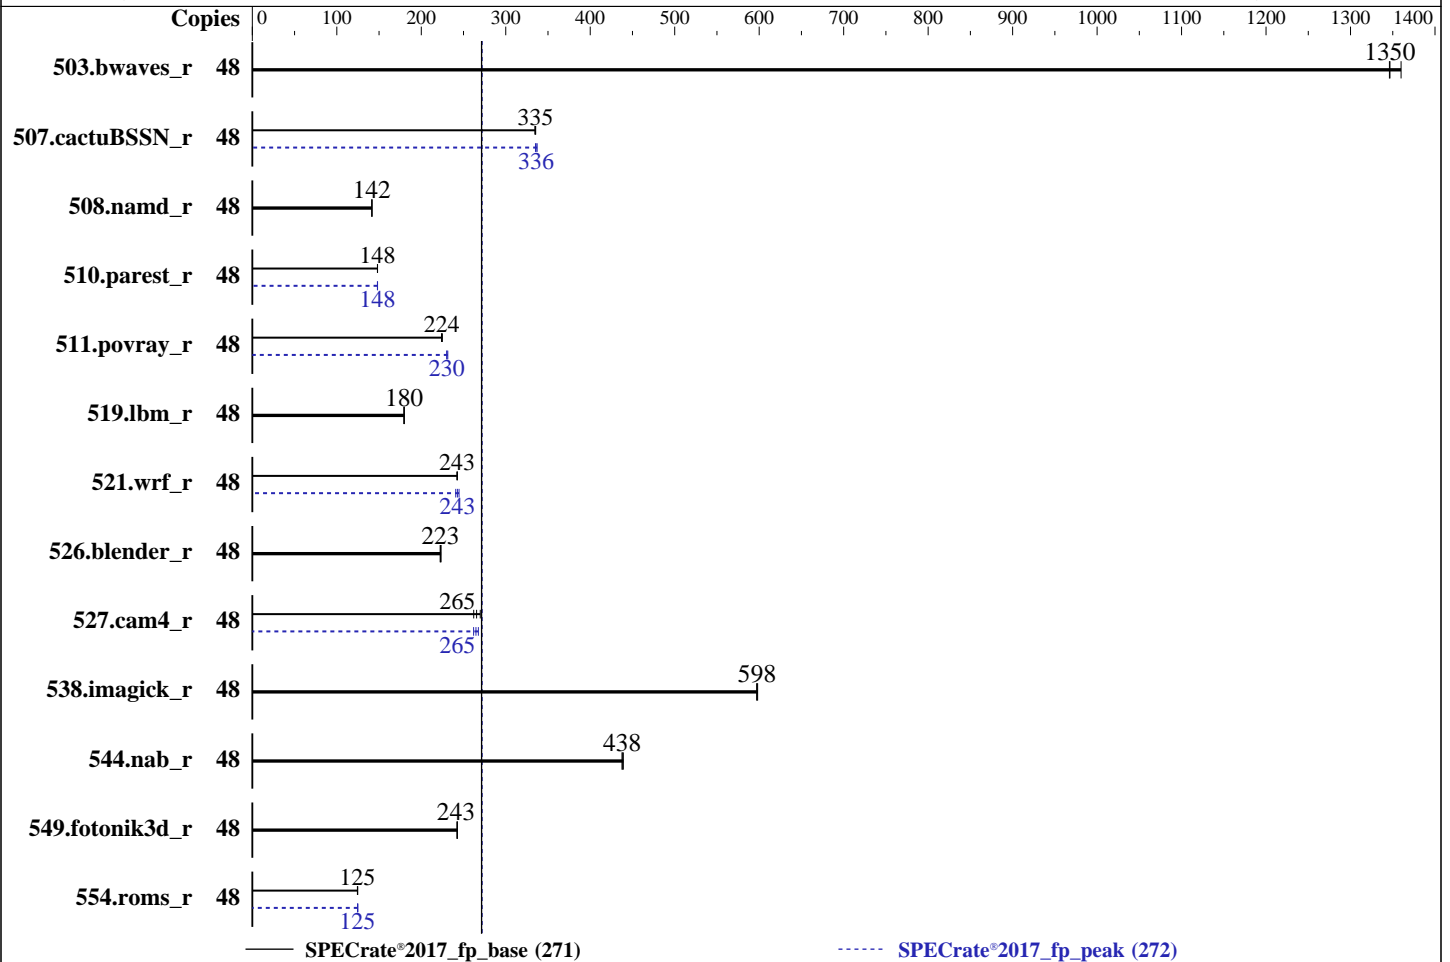 Copies 0 100 200 300 400 500 600 700 800 900 1000 1100 1200 1300 1400
503.bwaves_r 48 1350
507.cactuBSSN_r 48 335
336
508.namd_r 48 142
510.parest_r 48 148
148
511.povray_r 48 224
230
519.lbm_r 48 180
521.wrf_r 48 243
243
526.blender_r 48 223
527.cam4_r 48 265
265
538.imagick_r 48 598
544.nab_r 48 438
549.fotonik3d_r 48 243
554.roms_r 48 125
125
SPECrate®2017_fp_base (271) SPECrate®2017_fp_peak (272)